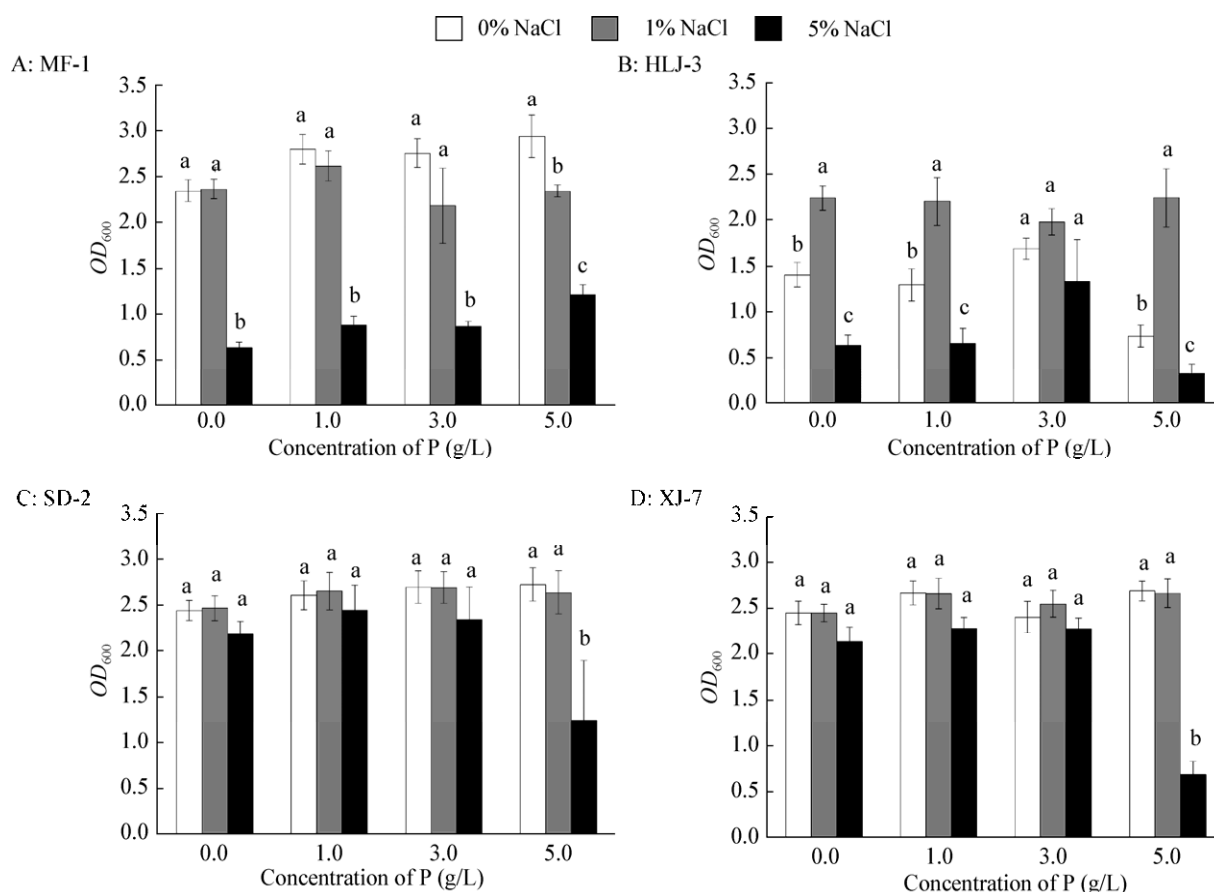 0% NaCl 1% NaCl 5% NaCl
A: MF-1
3.5
3.0
2.5
2.0
1.5
1.0
0.5
0.0
OD600
a a b
a a b
a a b
a b c
0.0 1.0 3.0 5.0
Concentration of P (g/L)
B: HLJ-3
3.5
3.0
2.5
2.0
1.5
1.0
0.5
0.0
OD600
b a c
b a c
a a a
b a c
0.0 1.0 3.0 5.0
Concentration of P (g/L)
C: SD-2
3.5
3.0
2.5
2.0
1.5
1.0
0.5
0.0
OD600
a a a
a a a
a a a
a a b
0.0 1.0 3.0 5.0
Concentration of P (g/L)
D: XJ-7
3.5
3.0
2.5
2.0
1.5
1.0
0.5
0.0
OD600
a a a
a a a
a a a
a a b
0.0 1.0 3.0 5.0
Concentration of P (g/L)